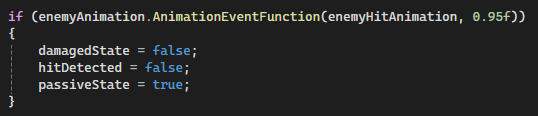 if (enemyAnimation.AnimationEventFunction(enemyHitAnimation, 0.95f))
{
    damagedState = false;
    hitDetected = false;
    passiveState = true;
}